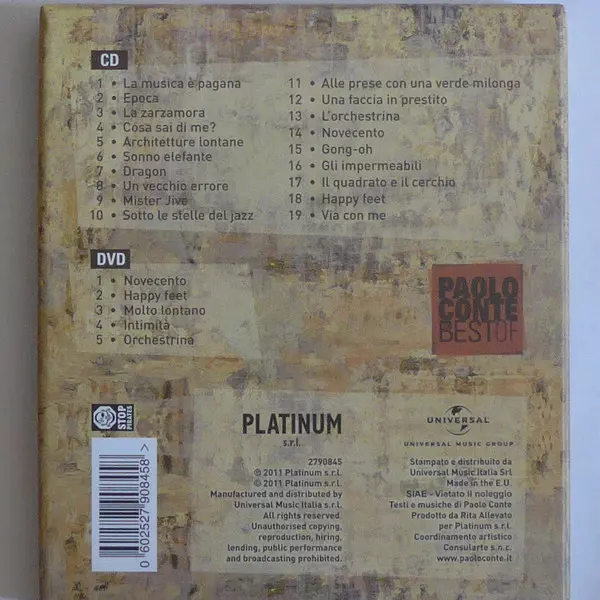 CD
1 • La musica è pagana
2 • Epoca
3 • La zarzamora
4 • Cosa sai di me?
5 • Architetture lontane
6 • Sonno elefante
7 • Dragon
8 • Un vecchio errore
9 • Mister Jive
10 • Sotto le stelle del jazz
11 • Alle prese con una verde milonga
12 • Una faccia in prestito
13 • L'orchestrina
14 • Novecento
15 • Gong-oh
16 • Gli impermeabili
17 • Il quadrato e il cerchio
18 • Happy feet
19 • Via con me
DVD
1 • Novecento
2 • Happy feet
3 • Molto lontano
4 • Intimità
5 • Orchestrina
PAOLO
CONTE
BEST OF
STOP
PIRATES
0 602527 908458 >
PLATINUM
s.r.l.
2790845
℗ 2011 Platinum s.r.l.
© 2011 Platinum s.r.l.
Manufactured and distributed by
Universal Music Italia s.r.l.
All rights reserved.
Unauthorised copying,
reproduction, hiring,
lending, public performance
and broadcasting prohibited.
UNIVERSAL
UNIVERSAL MUSIC GROUP
Stampato e distribuito da
Universal Music Italia Srl
Made in the E.U.
SIAE - Vietato il noleggio
Testi e musiche di Paolo Conte
Prodotto da Rita Allevato
per Platinum s.r.l.
Coordinamento artistico
Consularte s.n.c.
www.paoloconte.it